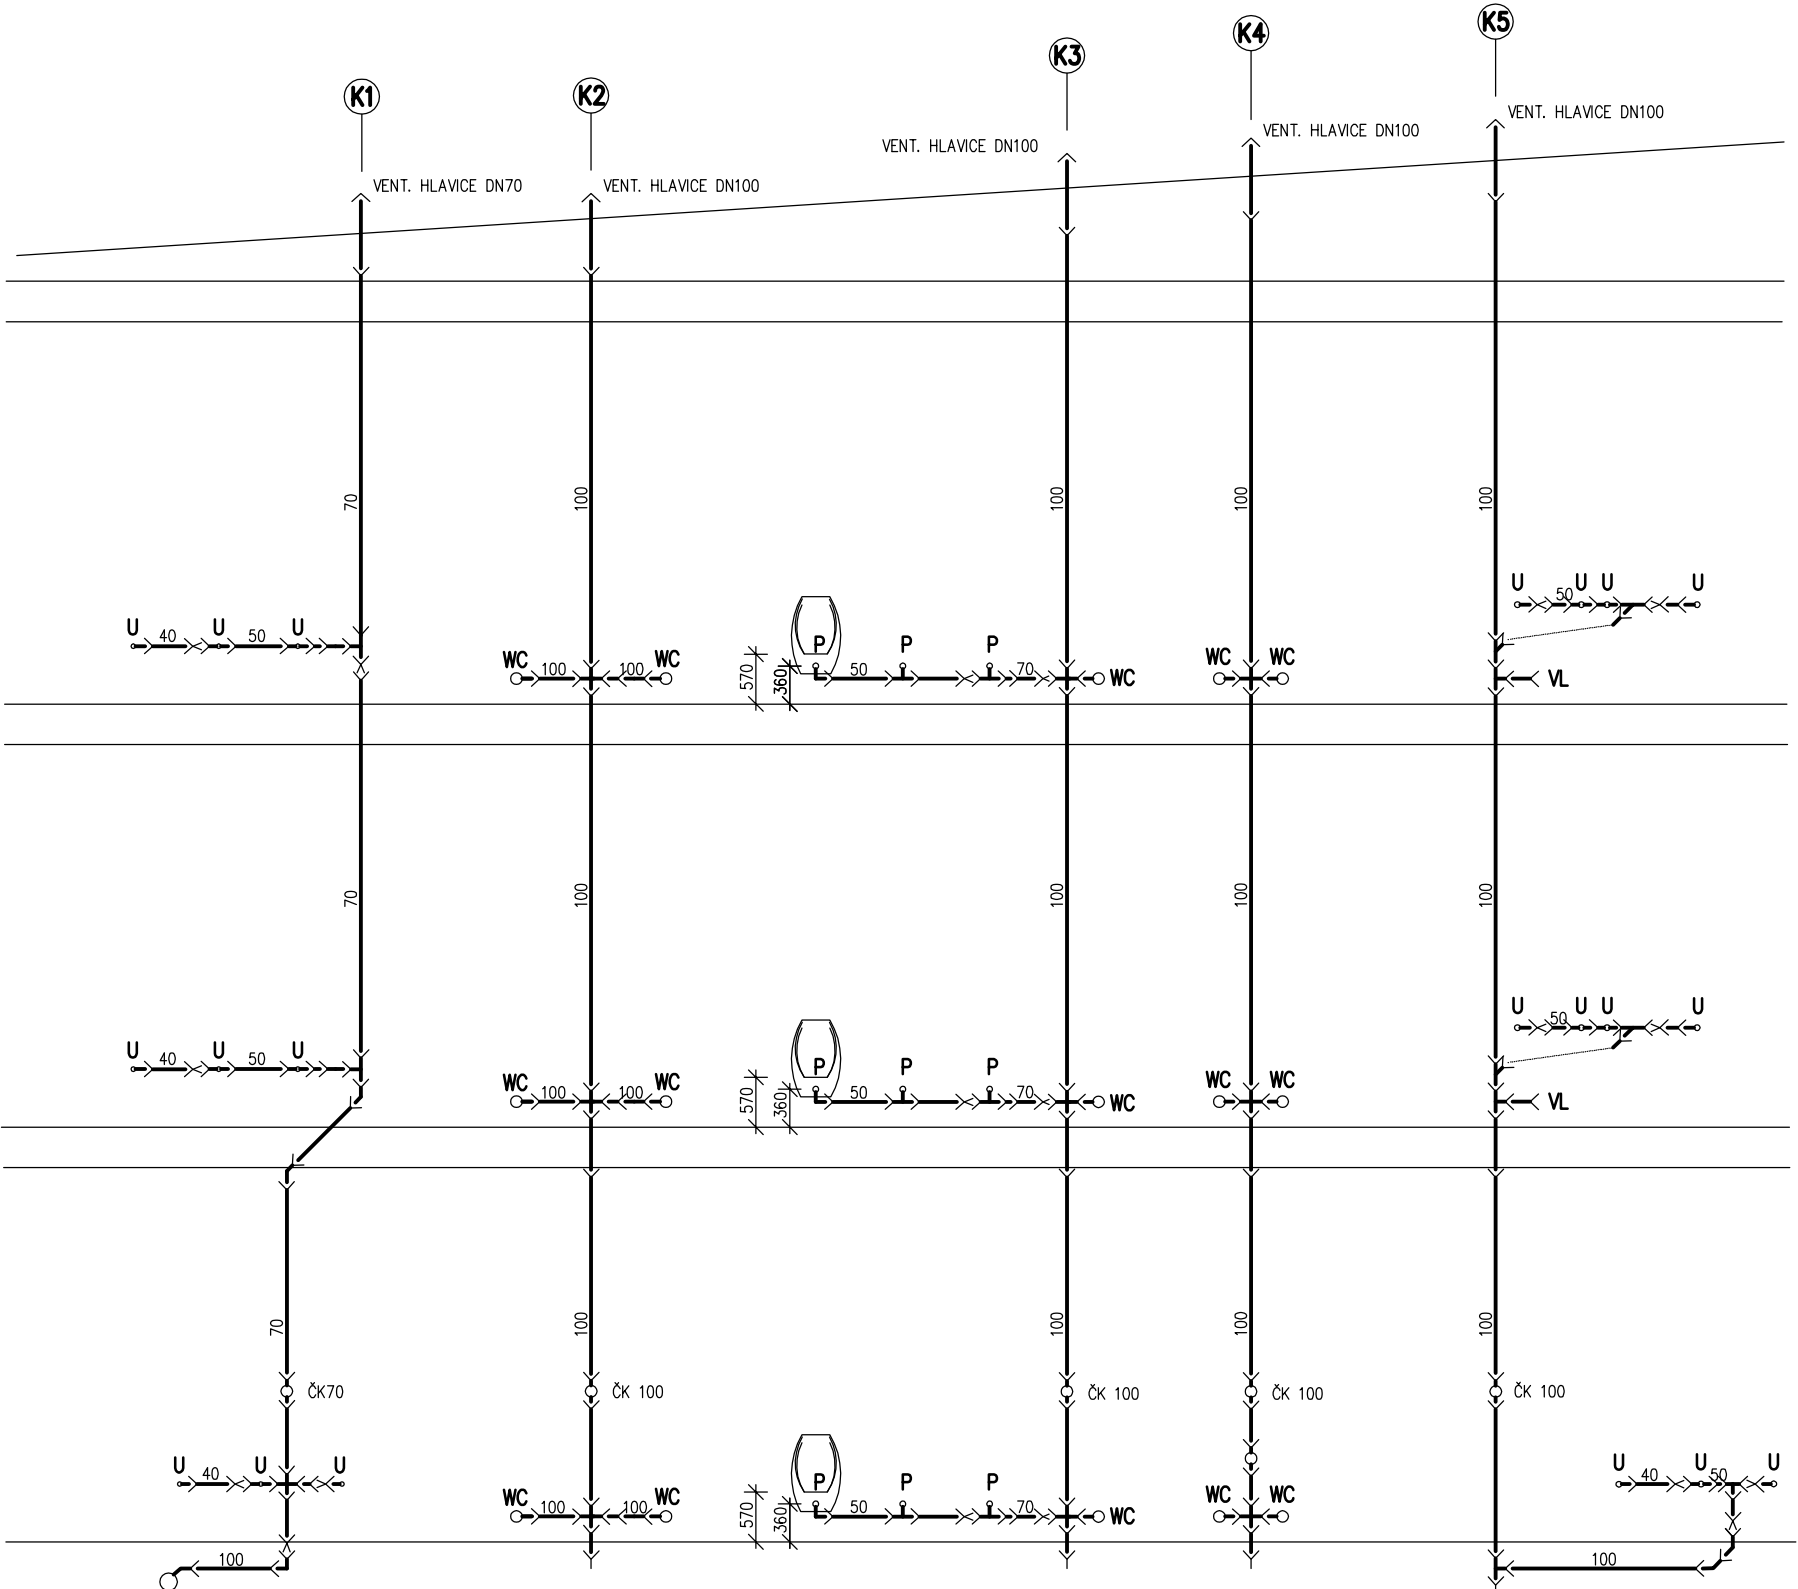 K5
K4
K3
K1
K2
VENT. HLAVICE DN100
VENT. HLAVICE DN100
VENT. HLAVICE DN100
VENT. HLAVICE DN70
VENT. HLAVICE DN100
70
100
100
100
100
U U U U
50
U U U
40 50
WC WC
100 100
P P P
50 70
WC
570
360
WC WC
VL
70
100
100
100
100
U U U U
50
U U U
40 50
WC WC
100 100
P P P
50 70
WC
570
360
WC WC
VL
70
100
100
100
100
ČK70
ČK 100
ČK 100
ČK 100
ČK 100
U U U
40
U U U
40 50
WC WC
100 100
P P P
50 70
WC
570
360
WC WC
100
100